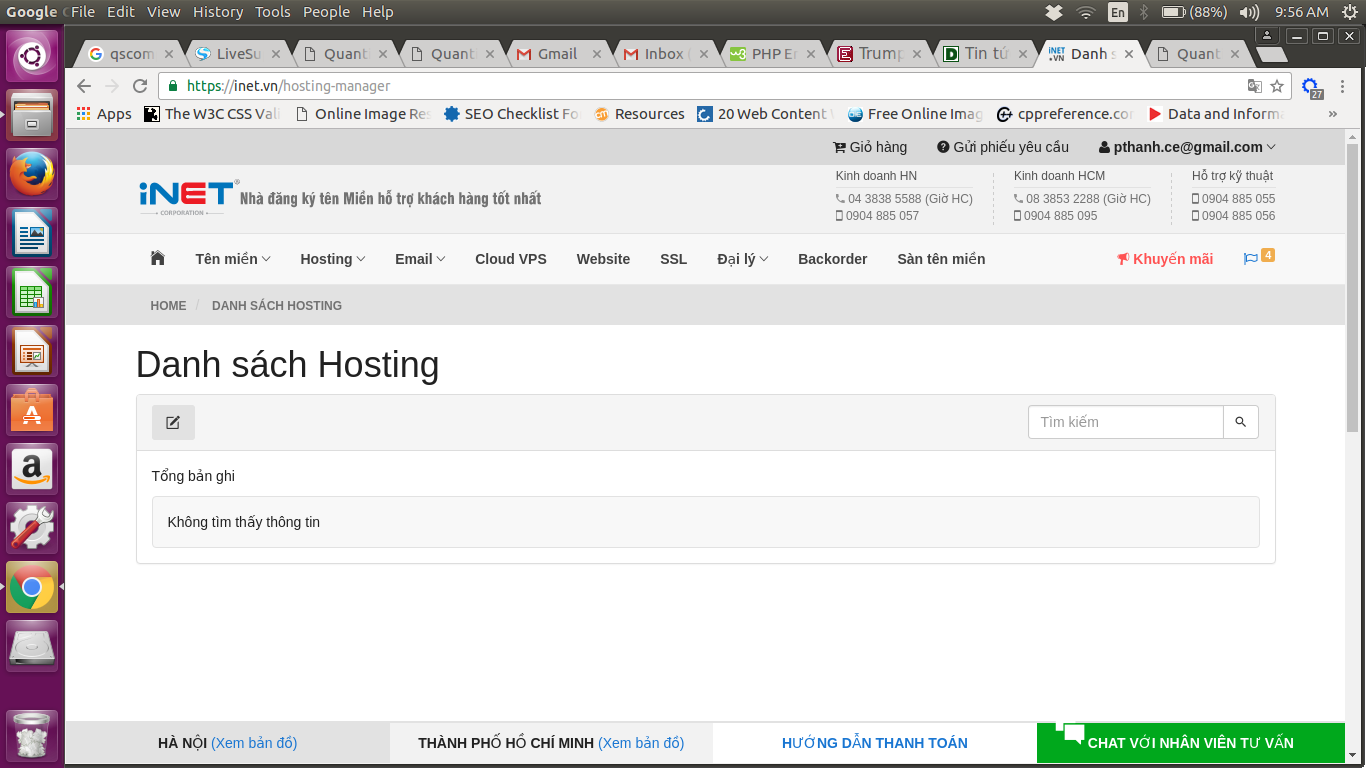 Google
File Edit View History Tools People Help
En (88%) 9:56 AM
qscom LiveSu Quant Quant Gmail Inbox ( PHP Er Trump Tin tứ Danh s Quant
https://inet.vn/hosting-manager
27
Apps The W3C CSS Vali Online Image Res SEO Checklist Fo Resources 20 Web Content Free Online Imag cppreference.com Data and Informa »
Giỏ hàng Gửi phiếu yêu cầu pthanh.ce@gmail.com
iNET® Nhà đăng ký tên Miền hỗ trợ khách hàng tốt nhất
CORPORATION
Kinh doanh HN Kinh doanh HCM Hỗ trợ kỹ thuật
04 3838 5588 (Giờ HC) 08 3853 2288 (Giờ HC) 0904 885 055
0904 885 057 0904 885 095 0904 885 056
Tên miền Hosting Email Cloud VPS Website SSL Đại lý Backorder Sàn tên miền Khuyến mãi 4
HOME / DANH SÁCH HOSTING
Danh sách Hosting
Tìm kiếm
Tổng bản ghi
Không tìm thấy thông tin
HÀ NỘI (Xem bản đồ) THÀNH PHỐ HỒ CHÍ MINH (Xem bản đồ) HƯỚNG DẪN THANH TOÁN CHAT VỚI NHÂN VIÊN TƯ VẤN